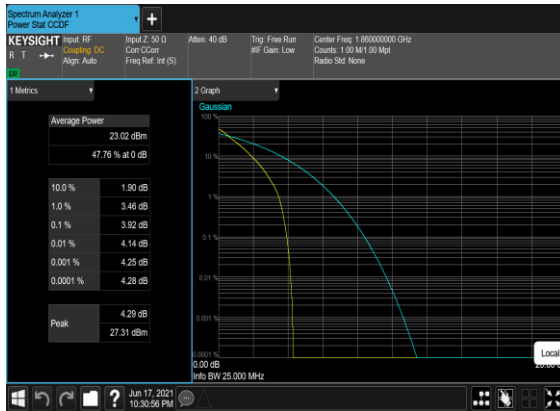 Spectrum Analyzer 1
Power Stat CCDF
+
KEYSIGHT
R T
LXI
Input: RF
Coupling: DC
Align: Auto
Input Z: 50 Ω
Corr CCorr
Freq Ref: Int (S)
Atten: 40 dB
Trig: Free Run
#IF Gain: Low
Center Freq: 1.860000000 GHz
Counts: 1.00 M/1.00 Mpt
Radio Std: None
1 Metrics
Average Power
23.02 dBm
47.76 % at 0 dB
10.0 % 1.90 dB
1.0 % 3.46 dB
0.1 % 3.92 dB
0.01 % 4.14 dB
0.001 % 4.25 dB
0.0001 % 4.28 dB
Peak 4.29 dB
27.31 dBm
2 Graph
Gaussian
100 %
10 %
1 %
0.1 %
0.01 %
0.001 %
0.0001 %
0.00 dB
Info BW 25.000 MHz
Local
?
Jun 17, 2021
10:30:56 PM